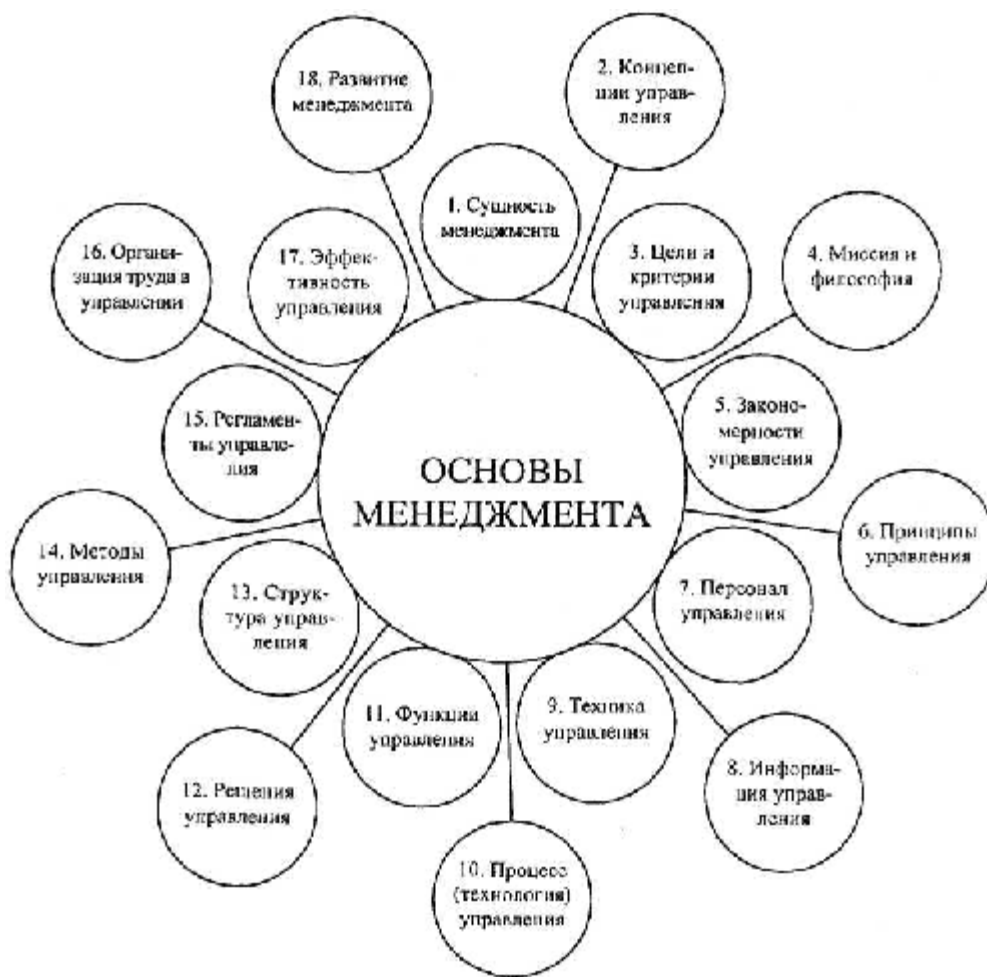 ОСНОВЫ
МЕНЕДЖМЕНТА
1. Сущность
менеджмента
2. Концеп-
ции управ-
ления
3. Цели и
критерии
управления
4. Миссия и
философия
5. Законо-
мерности
управления
6. Принципы
управления
7. Персонал
управления
8. Информа-
ция управ-
ления
9. Техника
управления
10. Процесс
(технология)
управления
11. Функции
управления
12. Решения
управления
13. Струк-
тура управ-
ления
14. Методы
управления
15. Регламен-
ты управле-
ния
16. Органи-
зация труда в
управлении
17. Эффек-
тивность
управления
18. Развитие
менеджмента